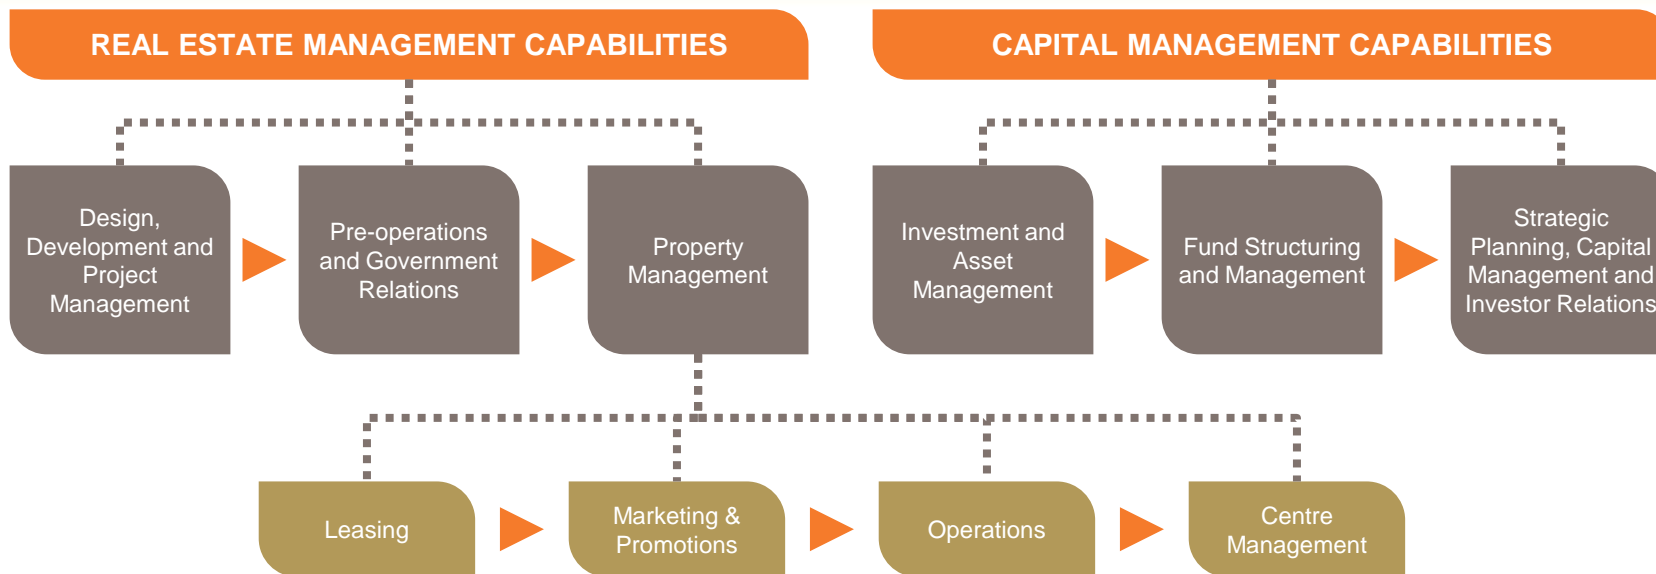 REAL ESTATE MANAGEMENT CAPABILITIES
CAPITAL MANAGEMENT CAPABILITIES
Design,
Development and
Project
Management
Pre-operations
and Government
Relations
Property
Management
Investment and
Asset
Management
Fund Structuring
and Management
Strategic
Planning, Capital
Management and
Investor Relations
Leasing
Marketing &
Promotions
Operations
Centre
Management